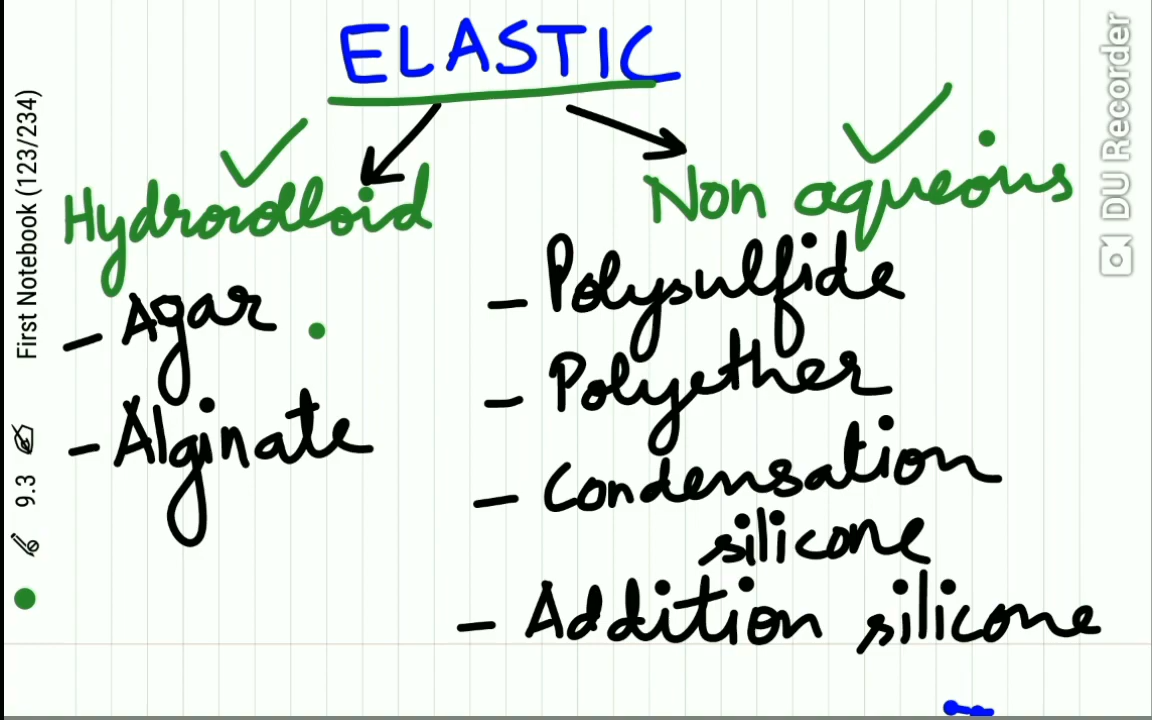 ELASTIC
Hydrocolloid
- Agar
- Alginate
Non aqueous
- Polysulfide
- Polyether
- Condensation
silicone
- Addition silicone
First Notebook (123/234)
9.3
DU Recorder